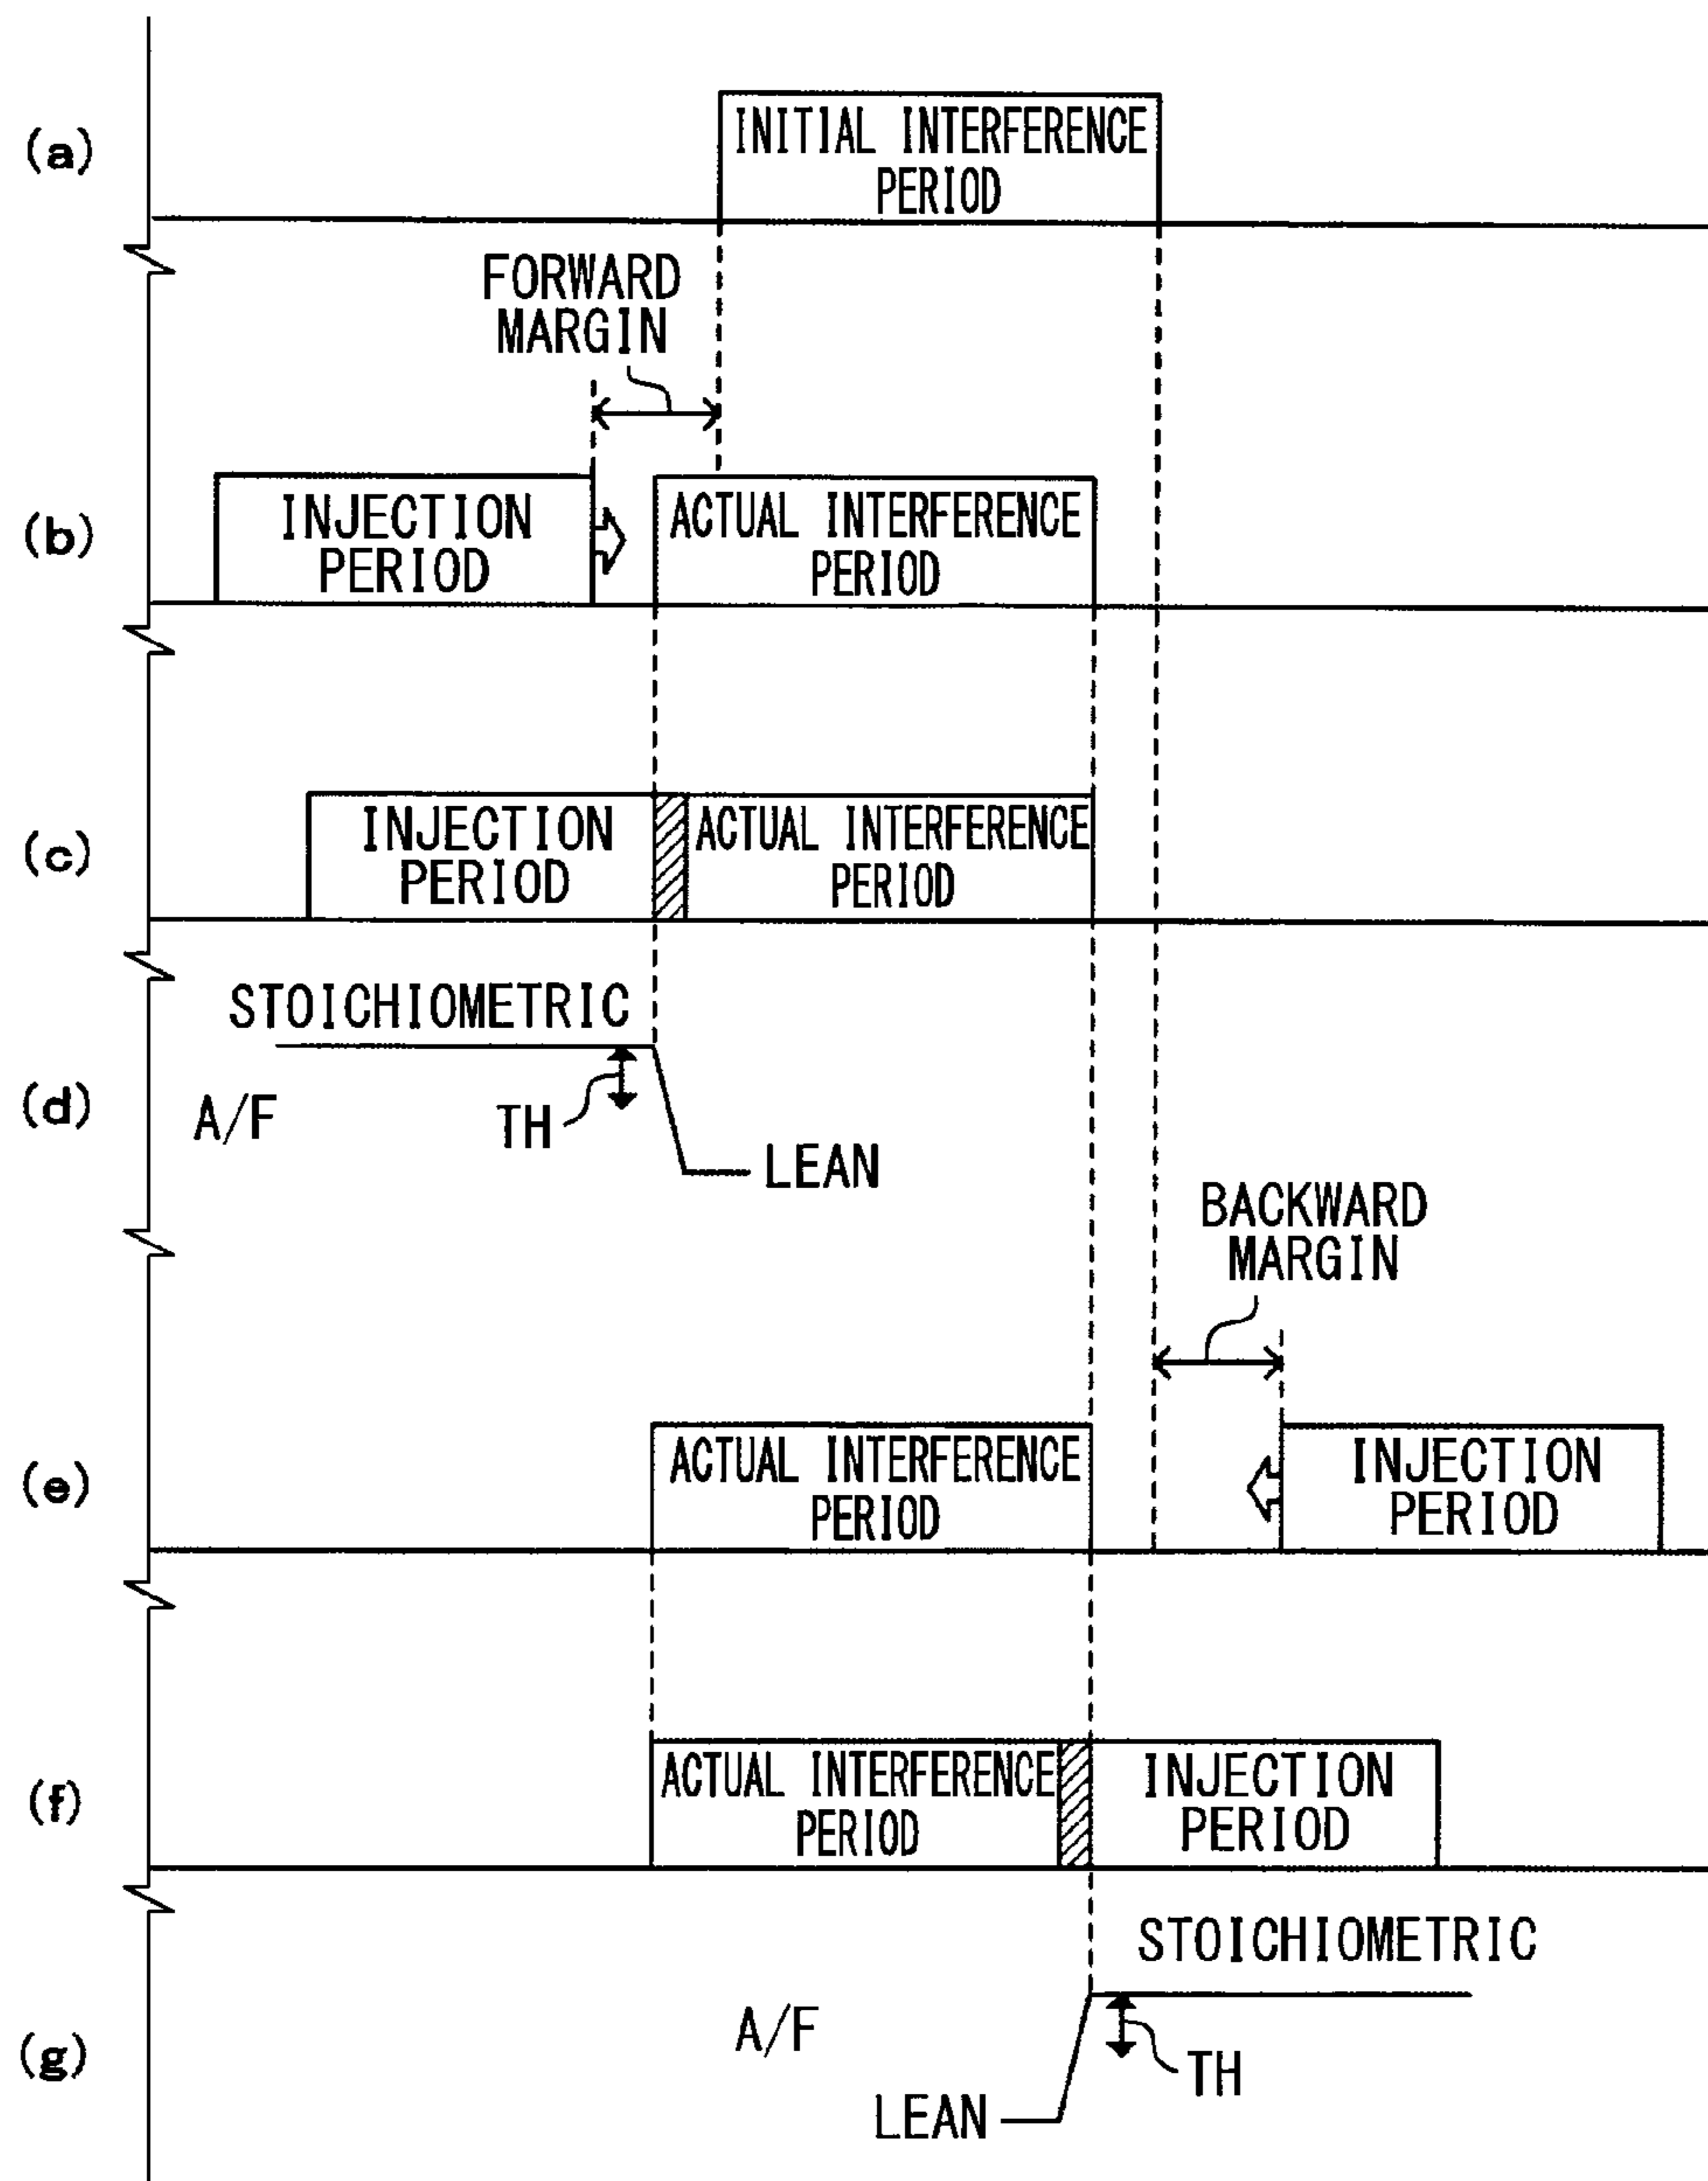 (a)
INITIAL INTERFERENCE
PERIOD
FORWARD
MARGIN
(b)
INJECTION
PERIOD
ACTUAL INTERFERENCE
PERIOD
(c)
INJECTION
PERIOD
ACTUAL INTERFERENCE
PERIOD
STOICHIOMETRIC
(d)
A/F
TH
LEAN
BACKWARD
MARGIN
(e)
ACTUAL INTERFERENCE
PERIOD
INJECTION
PERIOD
(f)
ACTUAL INTERFERENCE
PERIOD
INJECTION
PERIOD
STOICHIOMETRIC
(g)
A/F
TH
LEAN